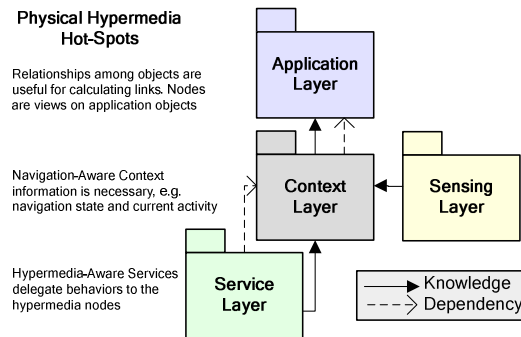 Physical Hypermedia
Hot-Spots
Relationships among objects are
useful for calculating links. Nodes
are views on application objects
Application
Layer
Navigation-Aware Context
information is necessary, e.g.
navigation state and current activity
Context
Layer
Sensing
Layer
Hypermedia-Aware Services
delegate behaviors to the
hypermedia nodes
Service
Layer
Knowledge
Dependency